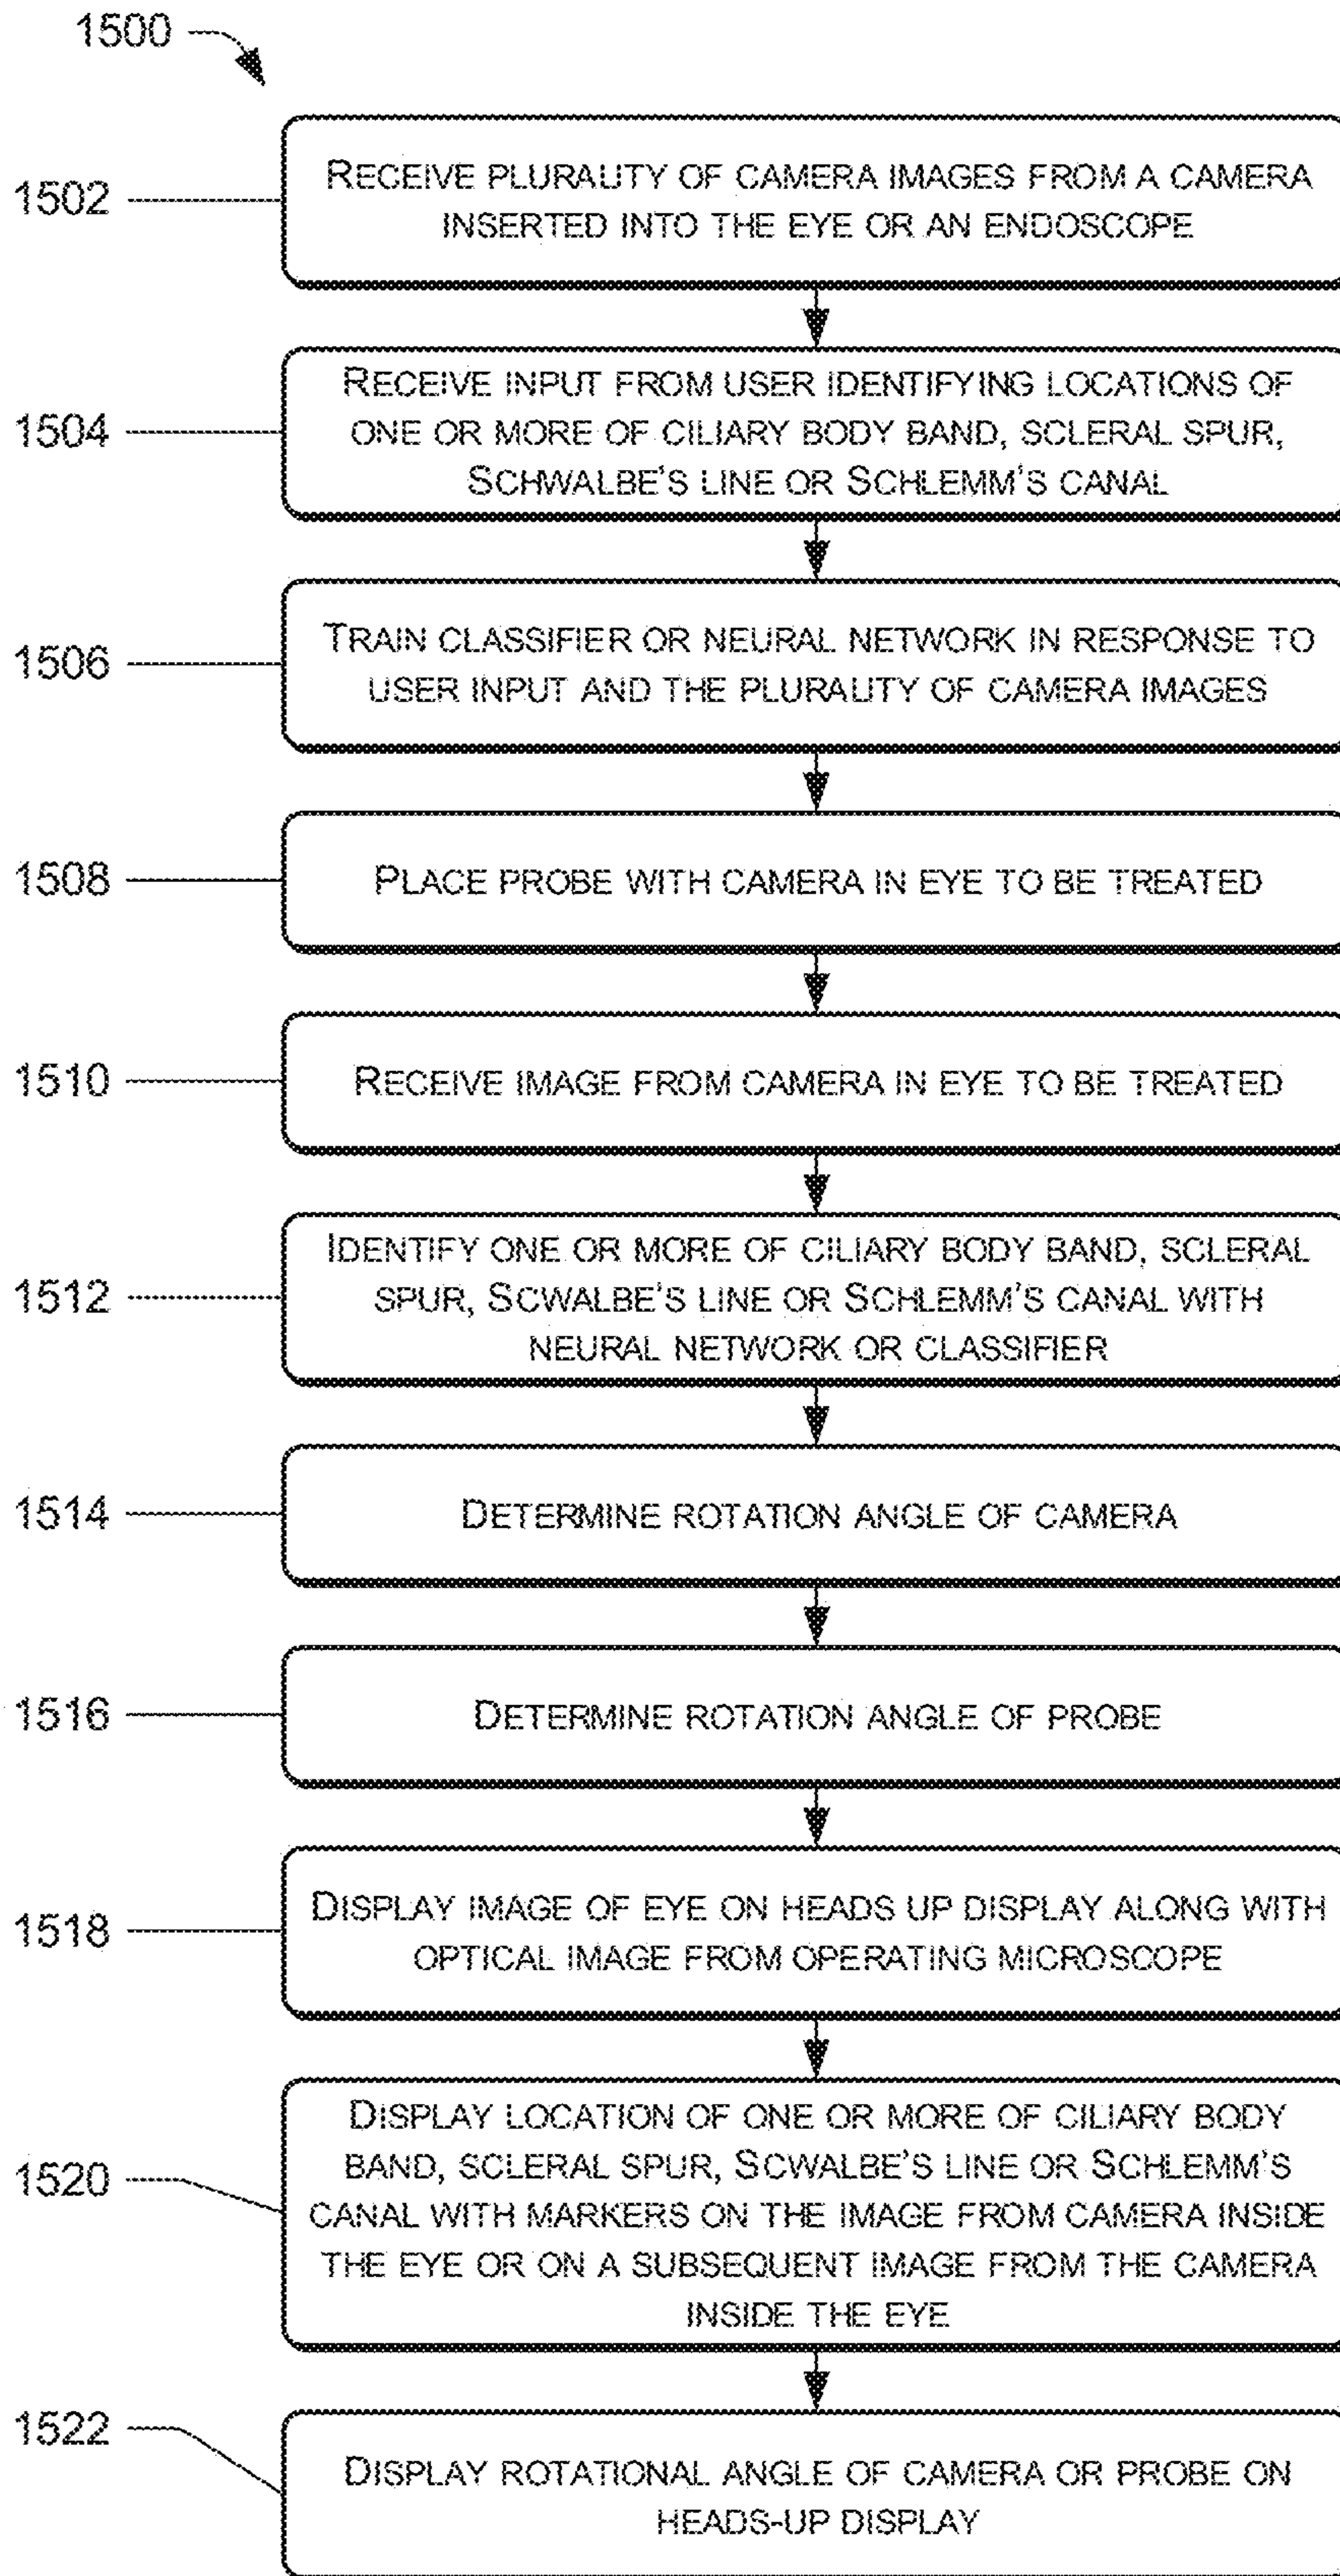 1500
1502
RECEIVE PLURALITY OF CAMERA IMAGES FROM A CAMERA
INSERTED INTO THE EYE OR AN ENDOSCOPE
1504
RECEIVE INPUT FROM USER IDENTIFYING LOCATIONS OF
ONE OR MORE OF CILIARY BODY BAND, SCLERAL SPUR,
SCHWALBE'S LINE OR SCHLEMM'S CANAL
1506
TRAIN CLASSIFIER OR NEURAL NETWORK IN RESPONSE TO
USER INPUT AND THE PLURALITY OF CAMERA IMAGES
1508
PLACE PROBE WITH CAMERA IN EYE TO BE TREATED
1510
RECEIVE IMAGE FROM CAMERA IN EYE TO BE TREATED
1512
IDENTIFY ONE OR MORE OF CILIARY BODY BAND, SCLERAL
SPUR, SCWALBE'S LINE OR SCHLEMM'S CANAL WITH
NEURAL NETWORK OR CLASSIFIER
1514
DETERMINE ROTATION ANGLE OF CAMERA
1516
DETERMINE ROTATION ANGLE OF PROBE
1518
DISPLAY IMAGE OF EYE ON HEADS UP DISPLAY ALONG WITH
OPTICAL IMAGE FROM OPERATING MICROSCOPE
1520
DISPLAY LOCATION OF ONE OR MORE OF CILIARY BODY
BAND, SCLERAL SPUR, SCWALBE'S LINE OR SCHLEMM'S
CANAL WITH MARKERS ON THE IMAGE FROM CAMERA INSIDE
THE EYE OR ON A SUBSEQUENT IMAGE FROM THE CAMERA
INSIDE THE EYE
1522
DISPLAY ROTATIONAL ANGLE OF CAMERA OR PROBE ON
HEADS-UP DISPLAY